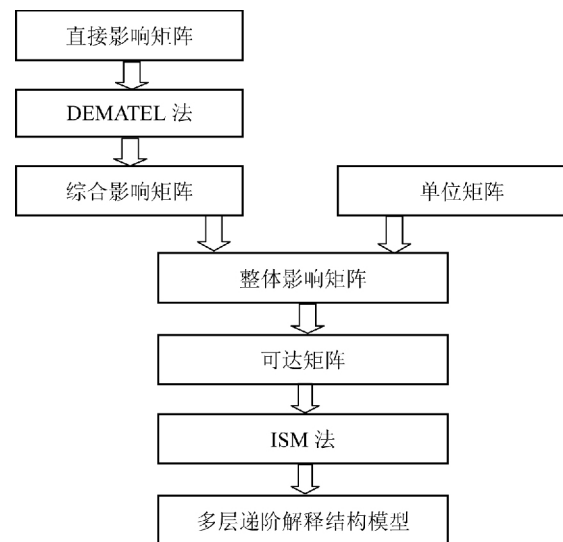 直接影响矩阵
DEMATEL 法
综合影响矩阵
单位矩阵
整体影响矩阵
可达矩阵
ISM 法
多层递阶解释结构模型